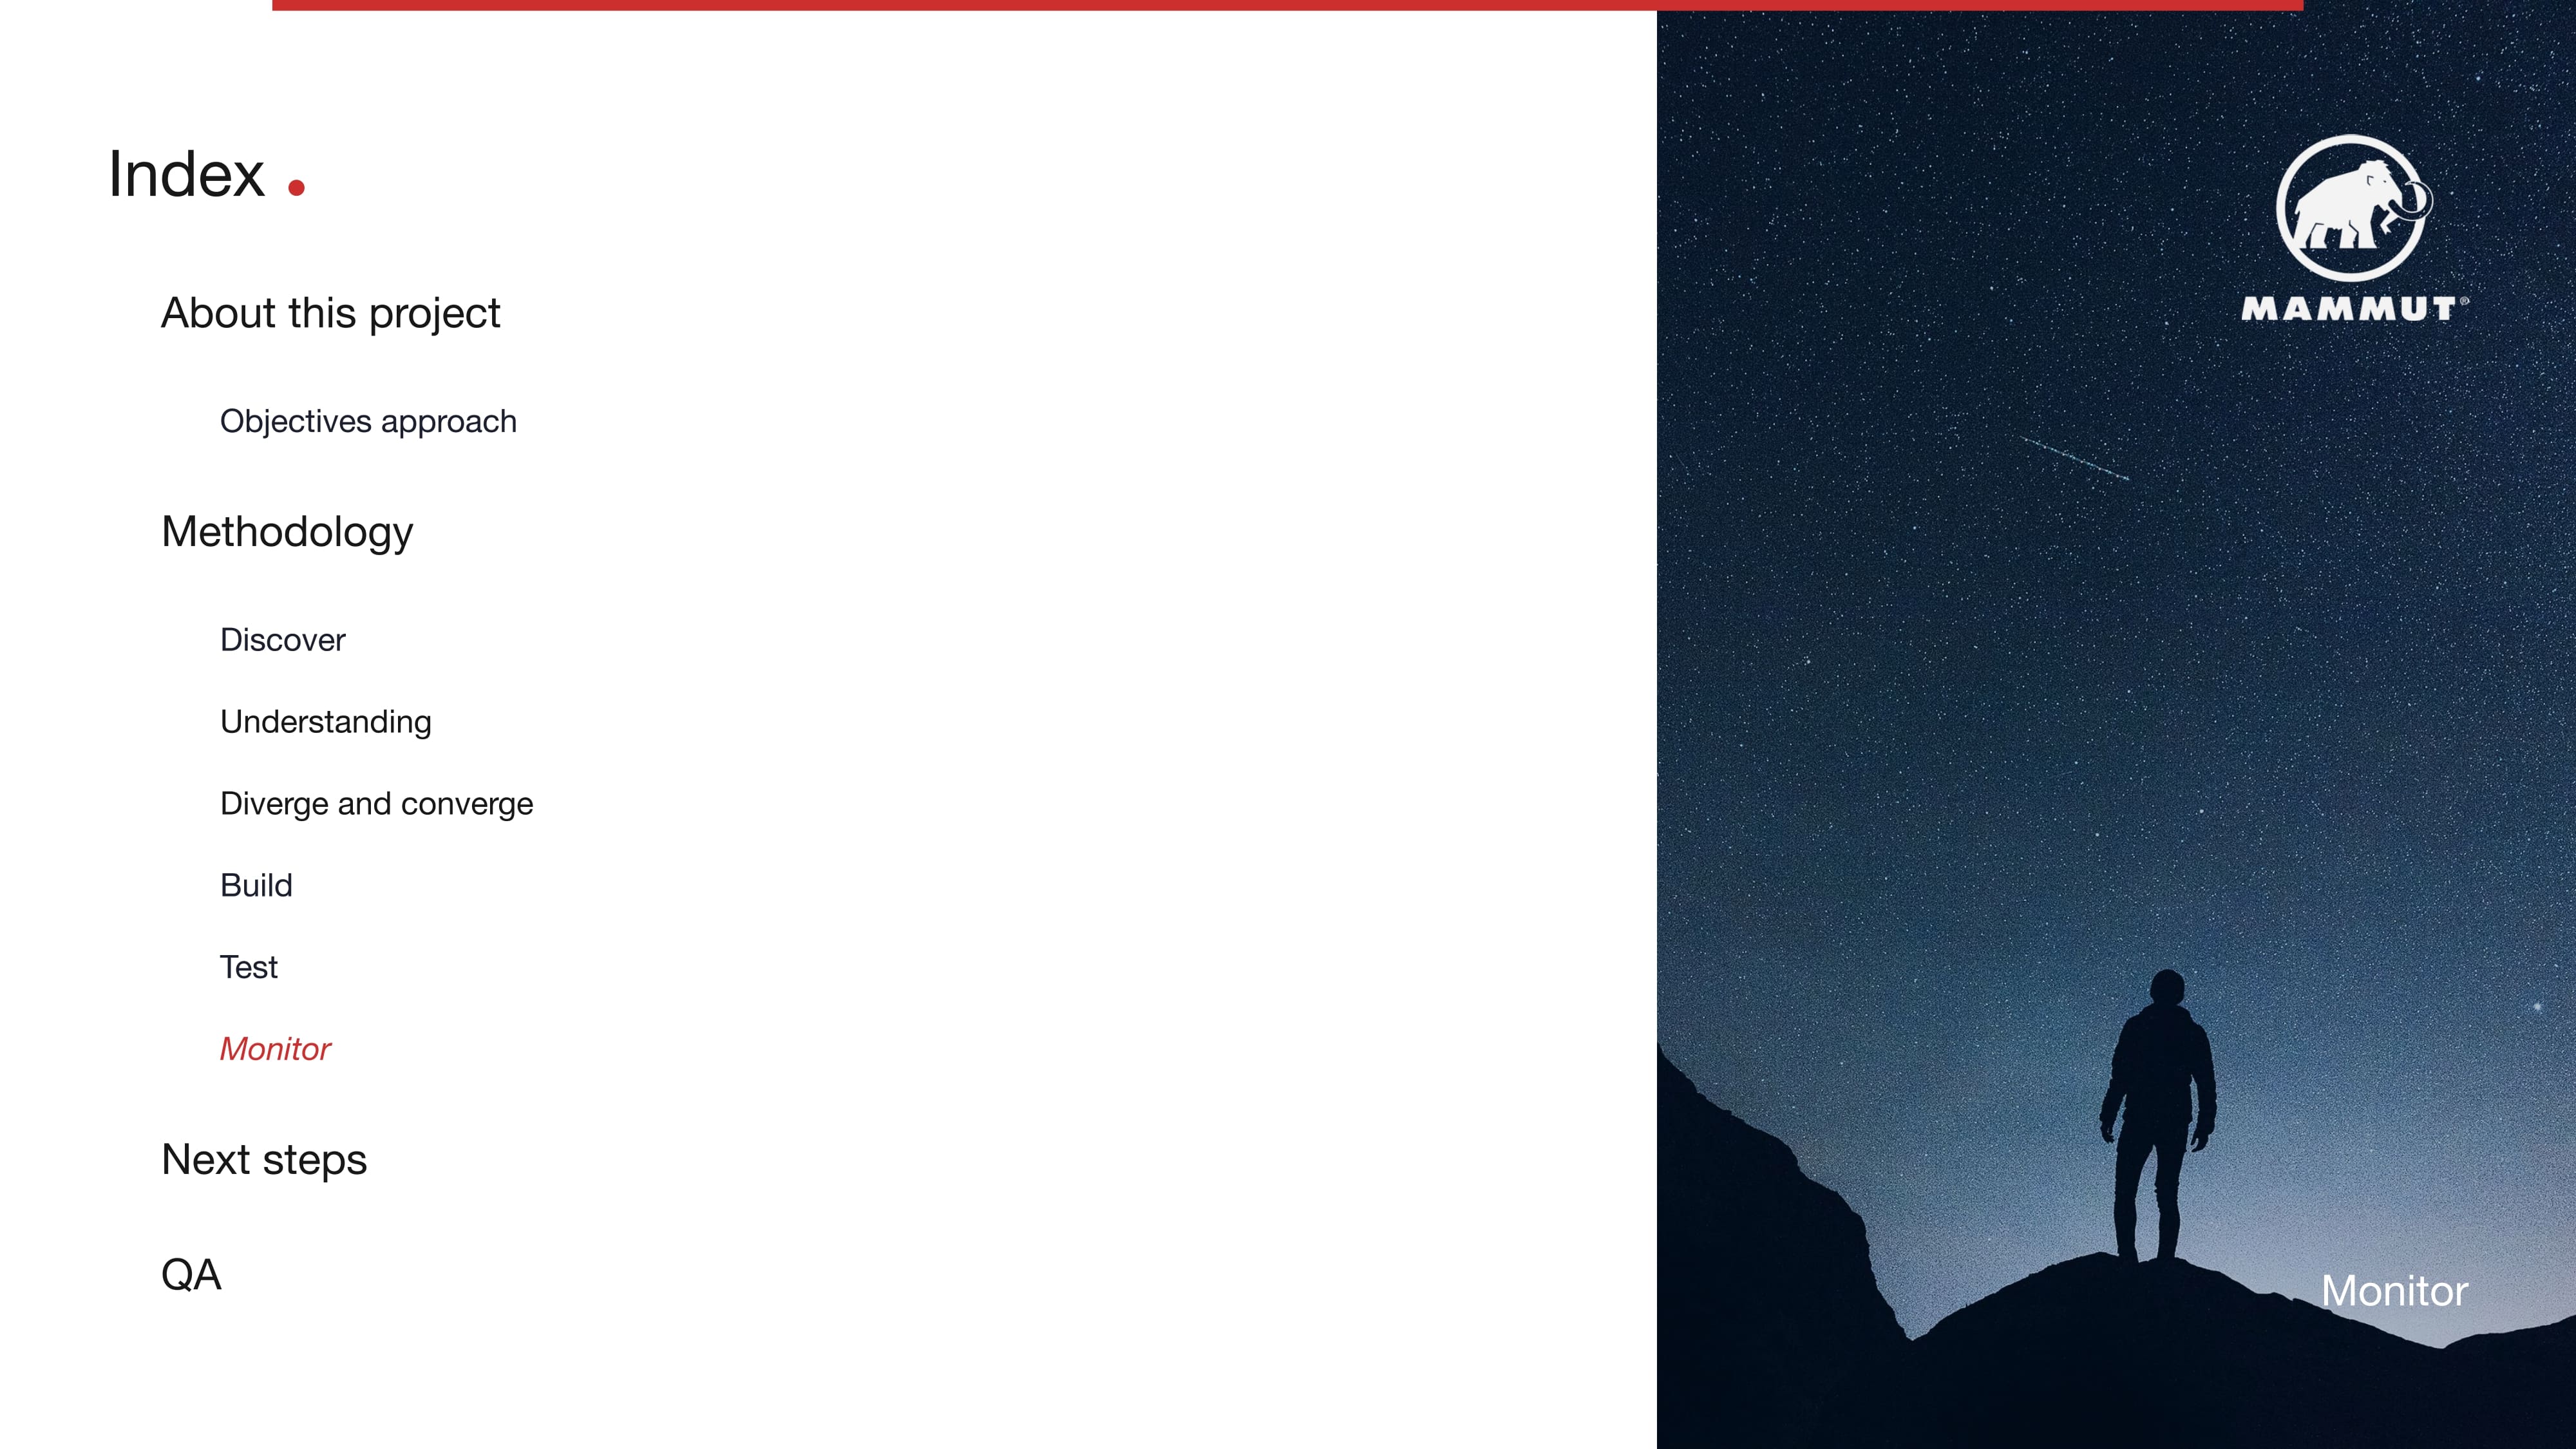 Index .
About this project
Objectives approach
Methodology
Discover
Understanding
Diverge and converge
Build
Test
Monitor
Next steps
QA
MAMMUT®
Monitor